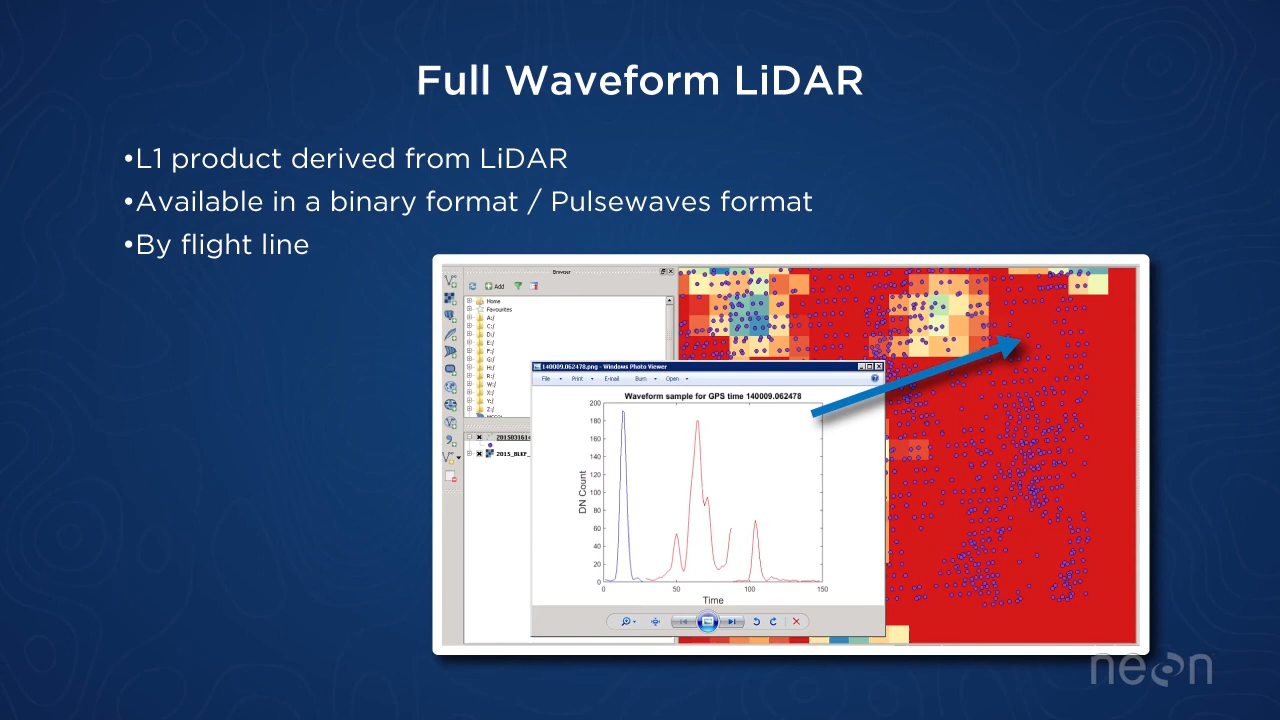 Full Waveform LiDAR
•L1 product derived from LiDAR
•Available in a binary format / Pulsewaves format
•By flight line
Browser
Add
Home
Favourites
A:/
C:/
D:/
E:/
F:/
G:/
H:/
R:/
W:/
X:/
Y:/
Z:/
2015031614
2015_BLKF_
140009.062478.png - Windows Photo Viewer
File Print E-mail Burn Open
Waveform sample for GPS time 140009.062478
200
180
160
140
120
100
80
60
40
20
0
DN Count
0 50 100 150
Time
neon